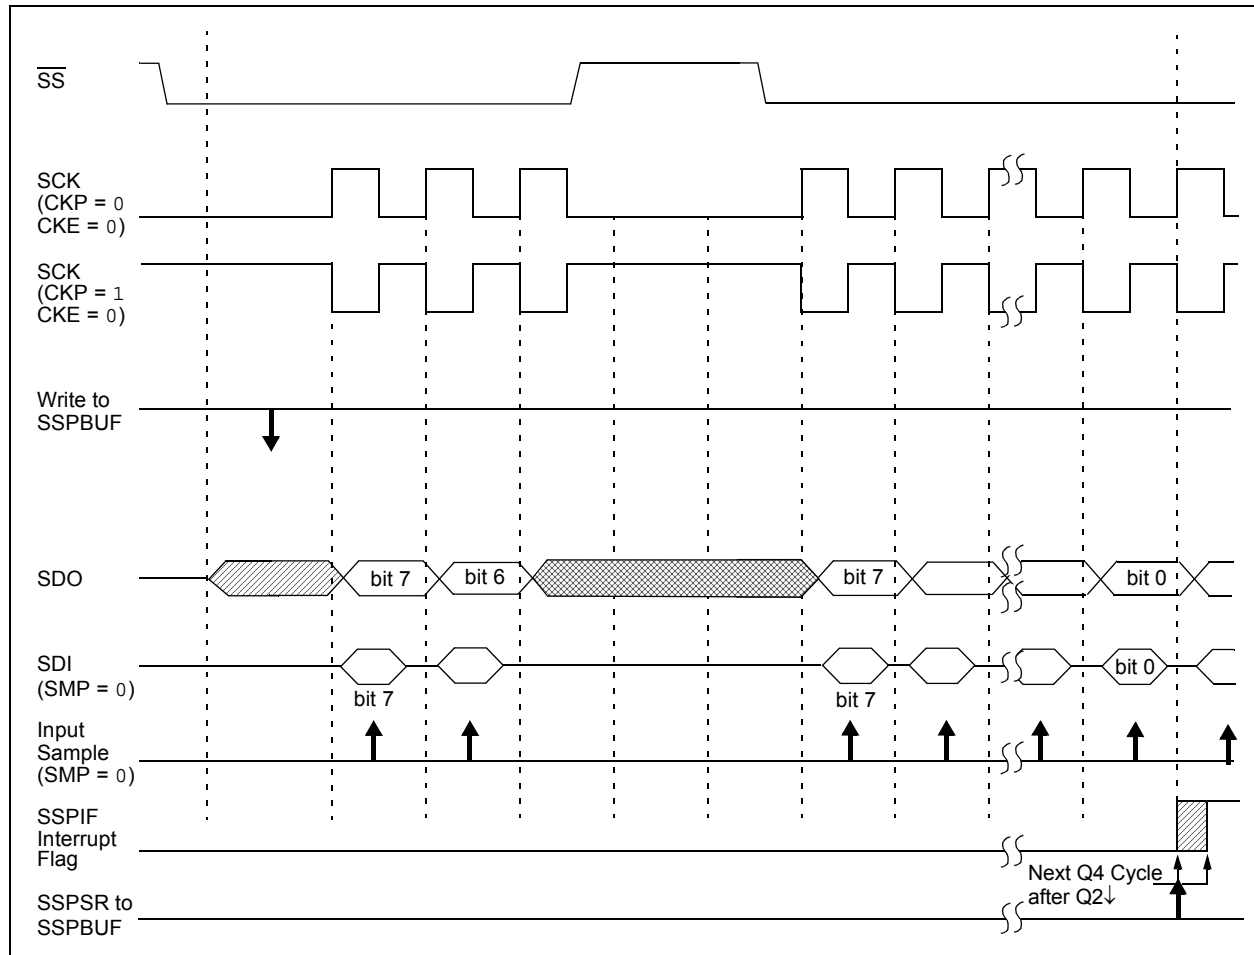 SS
SCK
(CKP = 0
CKE = 0)
SCK
(CKP = 1
CKE = 0)
Write to
SSPBUF
SDO
bit 7
bit 6
bit 7
bit 0
SDI
(SMP = 0)
bit 7
bit 7
bit 0
Input
Sample
(SMP = 0)
SSPIF
Interrupt
Flag
Next Q4 Cycle
after Q2↓
SSPSR to
SSPBUF